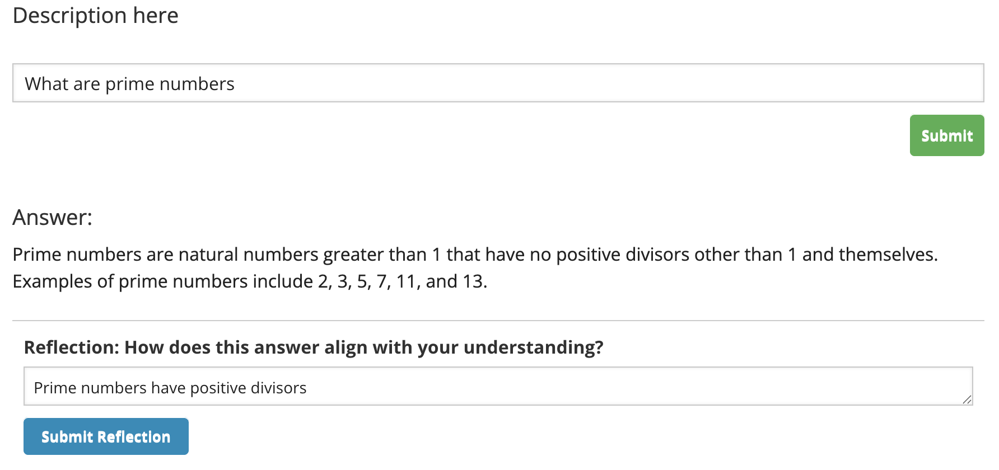 Description here
What are prime numbers
Submit
Answer:
Prime numbers are natural numbers greater than 1 that have no positive divisors other than 1 and themselves.
Examples of prime numbers include 2, 3, 5, 7, 11, and 13.
Reflection: How does this answer align with your understanding?
Prime numbers have positive divisors
Submit Reflection